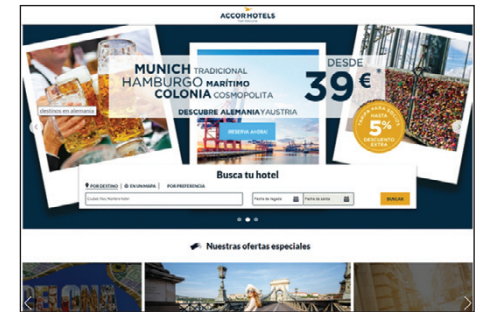 ACCORHOTELS
MUNICH TRADICIONAL
HAMBURGO MARÍTIMO
COLONIA COSMOPOLITA
DESDE
39€
destinos en alemania
DESCUBRE ALEMANIA Y AUSTRIA
¡RESERVA AHORA!
HASTA
5%
DESCUENTO
EXTRA
Busca tu hotel
POR DESTINO | EN UN MAPA | POR PREFERENCIA
Fecha de llegada
Fecha de salida
BUSCAR
Nuestras ofertas especiales
ELONA